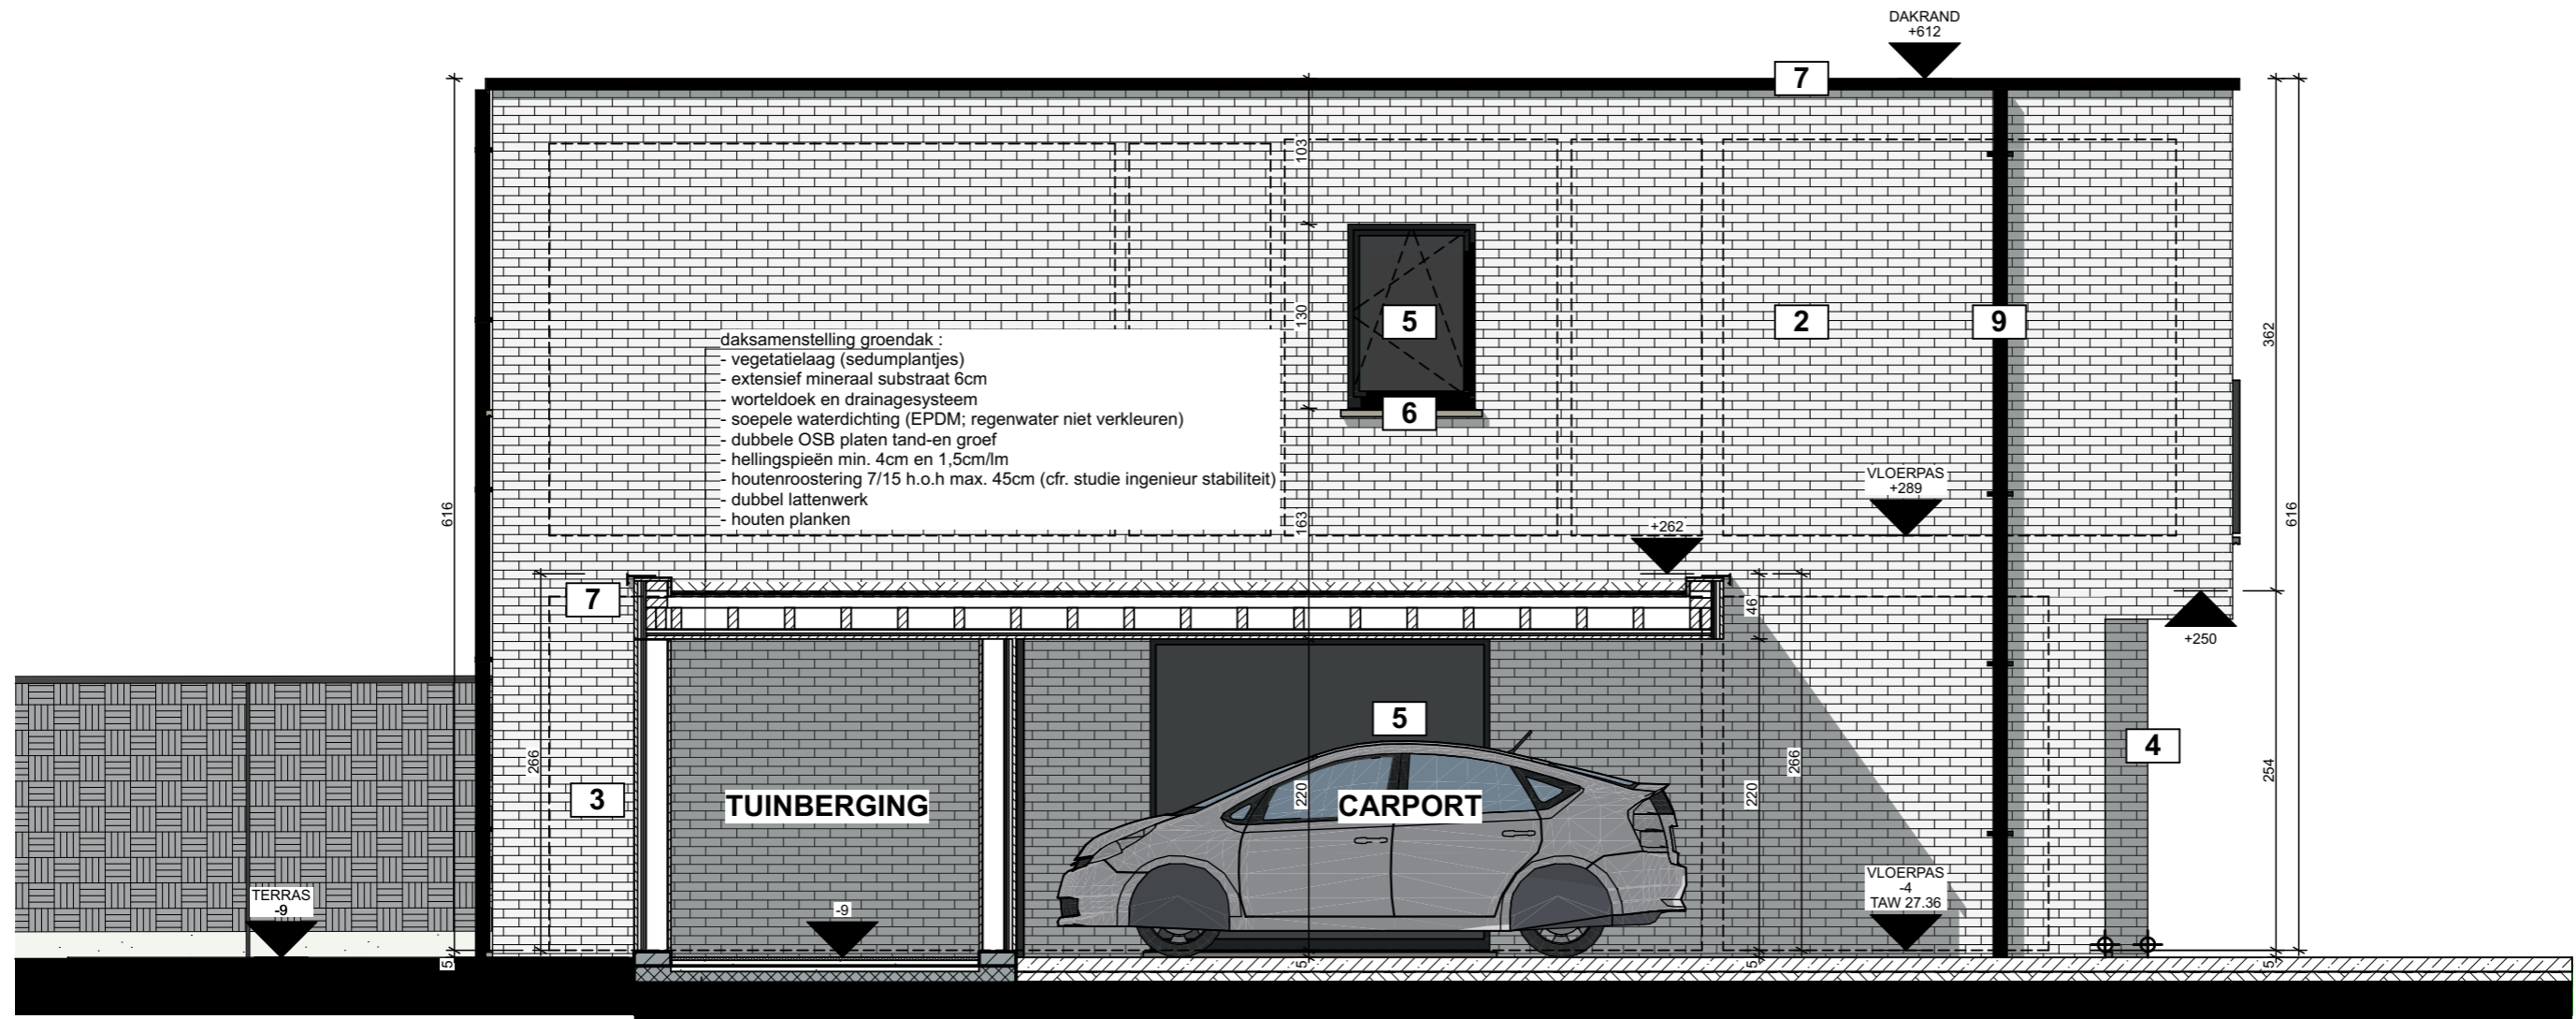 DAKRAND
+612
7
103
130
5
2
9
6
362
daksamenstelling groendak :
- vegetatielaag (sedumplantjes)
- extensief mineraal substraat 6cm
- worteldoek en drainagesysteem
- soepele waterdichting (EPDM; regenwater niet verkleuren)
- dubbele OSB platen tand-en groef
- hellingspieën min. 4cm en 1,5cm/lm
- houtenroostering 7/15 h.o.h max. 45cm (cfr. studie ingenieur stabiliteit)
- dubbel lattenwerk
- houten planken
VLOERPAS
+289
616
163
616
+262
7
46
+250
5
4
266
266
254
3
220
220
TUINBERGING
CARPORT
TERRAS
-9
-9
VLOERPAS
-4
TAW 27.36
5
5
5
5